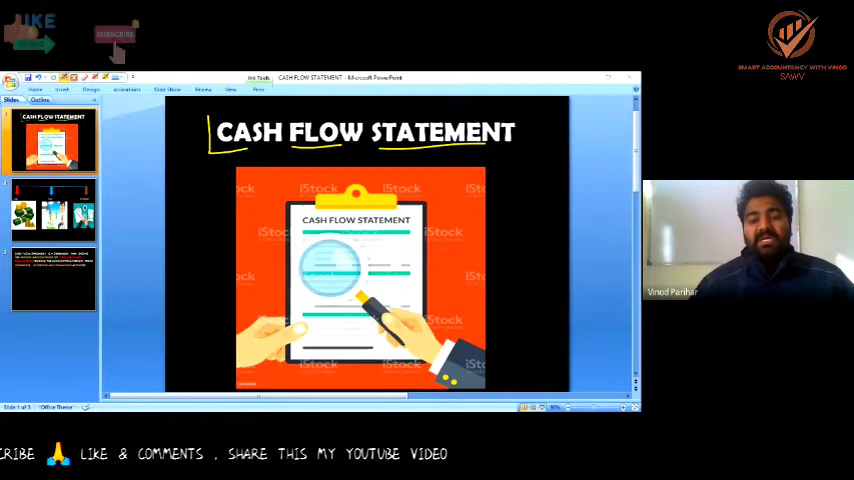 LIKE
SUBSCRIBE
SMART ACCOUNTANCY WITH VINOD
SAWV
Ink Tools
CASH FLOW STATEMENT - Microsoft PowerPoint
Home Insert Design Animations Slide Show Review View Pens
Slides Outline
CASH FLOW STATEMENT
CASH FLOW STATEMENT
iStock iStock iStock
CASH FLOW STATEMENT
iStock iStock
iStock
iStock
iStock iStock
Vinod Parihar
Slide 1 of 3 "Office Theme" 80%
CRIBE 🙏 LIKE & COMMENTS , SHARE THIS MY YOUTUBE VIDEO